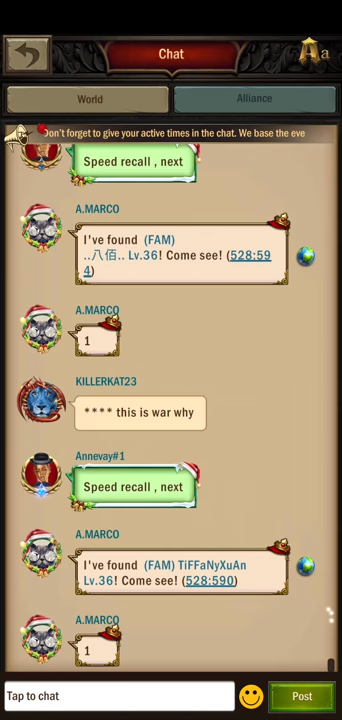 Chat
Aa
World
Alliance
Don't forget to give your active times in the chat. We base the eve
Speed recall , next
A.MARCO
I've found (FAM)
..八佰.. Lv.36! Come see! (528:59
4)
A.MARCO
1
KILLERKAT23
**** this is war why
Annevay#1
Speed recall , next
A.MARCO
I've found (FAM) TiFFaNyXuAn
Lv.36! Come see! (528:590)
A.MARCO
1
Tap to chat
Post